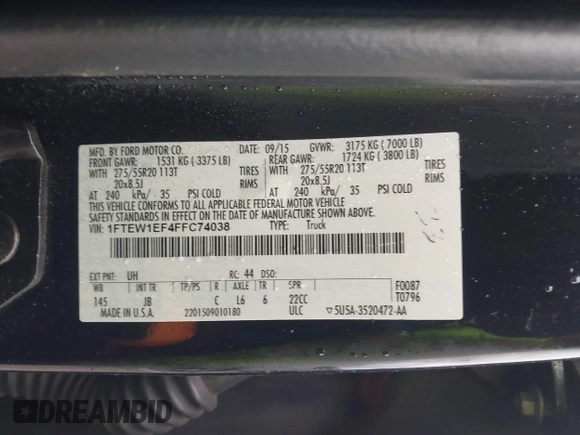 MFD. BY FORD MOTOR CO. DATE: 09/15 GVWR: 3175 KG ( 7000 LB)
FRONT GAWR: 1531 KG ( 3375 LB) REAR GAWR: 1724 KG ( 3800 LB)
275/55R20 113T TIRES 275/55R20 113T TIRES
20x8.5J RIMS 20x8.5J RIMS
AT 240 kPa/ 35 PSI COLD AT 240 kPa/ 35 PSI COLD
THIS VEHICLE CONFORMS TO ALL APPLICABLE FEDERAL MOTOR VEHICLE
SAFETY STANDARDS IN EFFECT ON THE DATE OF MANUFACTURE SHOWN ABOVE.
VIN: 1FTEW1EF4FFC74038 TYPE: Truck
EXT PNT: UH RC: 44 DSO:
WB INT TR TP/PS R AXLE TR SPR F0087
145 JB C L6 6 22CC T0796
MADE IN U.S.A. 2201509010180 ULC ▽5U5A-3520472-AA
DREAMBID